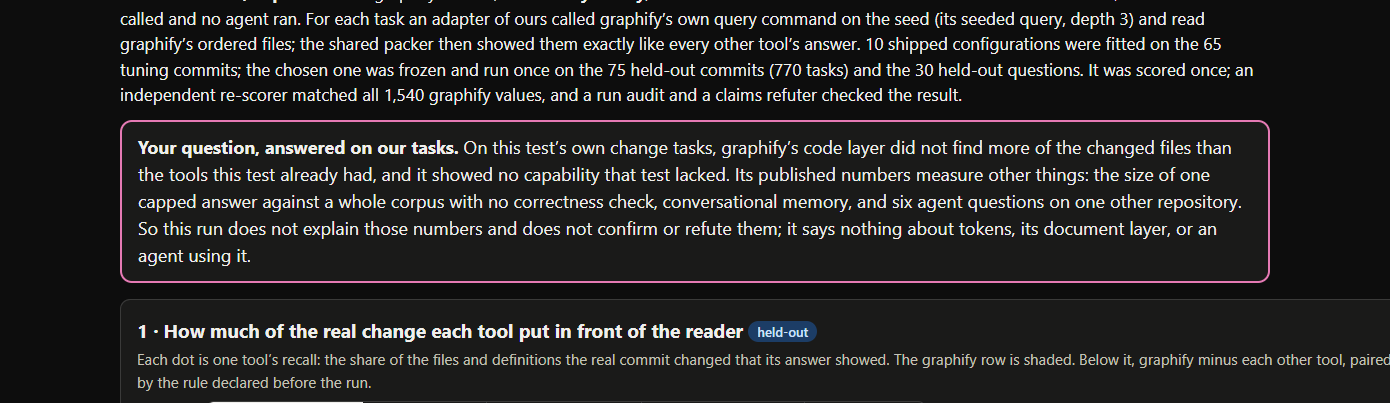 called and no agent ran. For each task an adapter of ours called graphify’s own query command on the seed (its seeded query, depth 3) and read
graphify’s ordered files; the shared packer then showed them exactly like every other tool’s answer. 10 shipped configurations were fitted on the 65
tuning commits; the chosen one was frozen and run once on the 75 held-out commits (770 tasks) and the 30 held-out questions. It was scored once; an
independent re-scorer matched all 1,540 graphify values, and a run audit and a claims refuter checked the result.
Your question, answered on our tasks. On this test’s own change tasks, graphify’s code layer did not find more of the changed files than
the tools this test already had, and it showed no capability that test lacked. Its published numbers measure other things: the size of one
capped answer against a whole corpus with no correctness check, conversational memory, and six agent questions on one other repository.
So this run does not explain those numbers and does not confirm or refute them; it says nothing about tokens, its document layer, or an
agent using it.
1 · How much of the real change each tool put in front of the reader held-out
Each dot is one tool’s recall: the share of the files and definitions the real commit changed that its answer showed. The graphify row is shaded. Below it, graphify minus each other tool, paired
by the rule declared before the run.